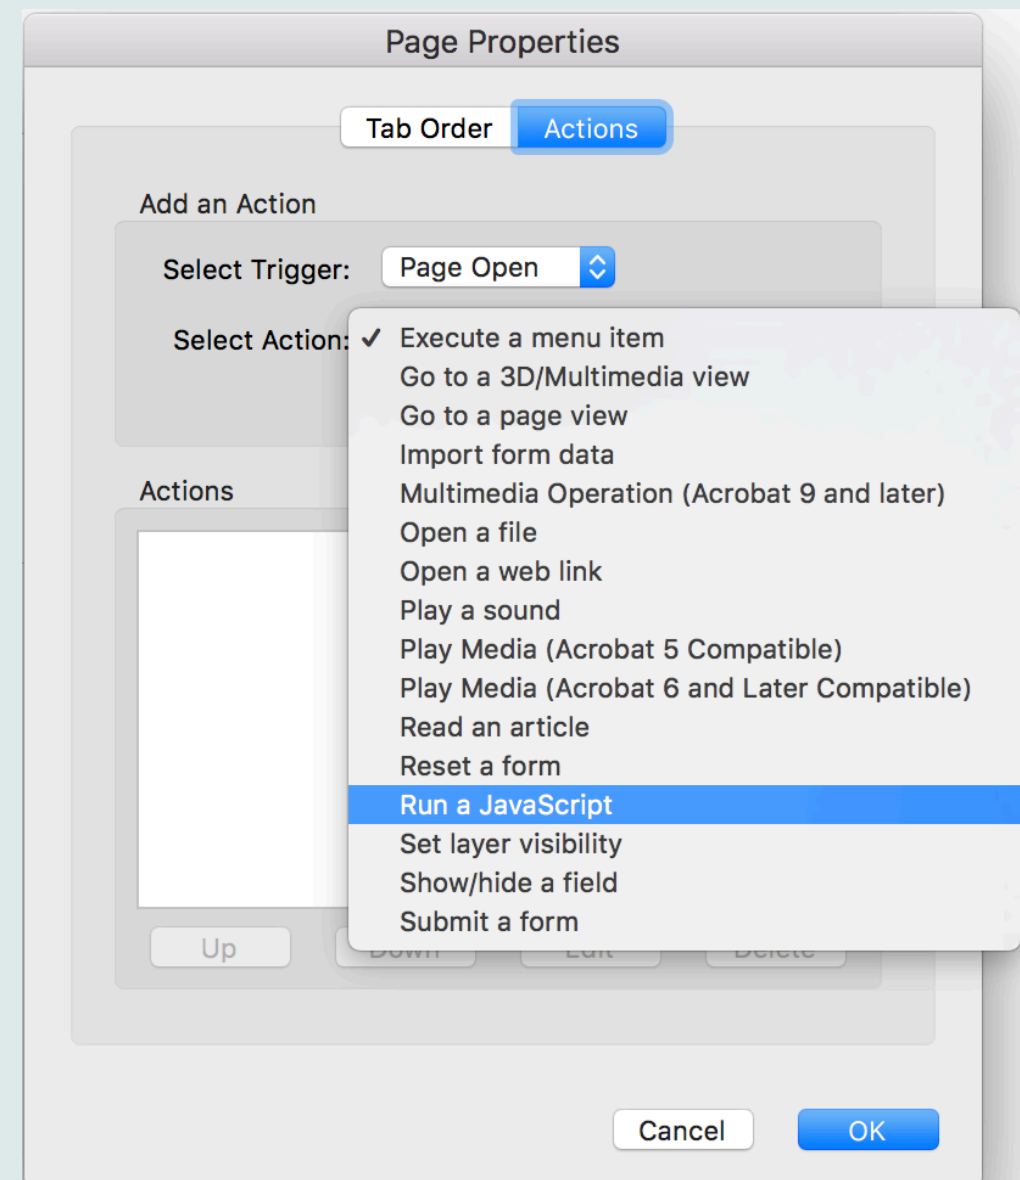 Page Properties
Tab Order Actions
Add an Action
Select Trigger: Page Open
Select Action: ✓ Execute a menu item
Go to a 3D/Multimedia view
Go to a page view
Import form data
Actions
Multimedia Operation (Acrobat 9 and later)
Open a file
Open a web link
Play a sound
Play Media (Acrobat 5 Compatible)
Play Media (Acrobat 6 and Later Compatible)
Read an article
Reset a form
Run a JavaScript
Set layer visibility
Show/hide a field
Submit a form
Up Down Edit Delete
Cancel OK